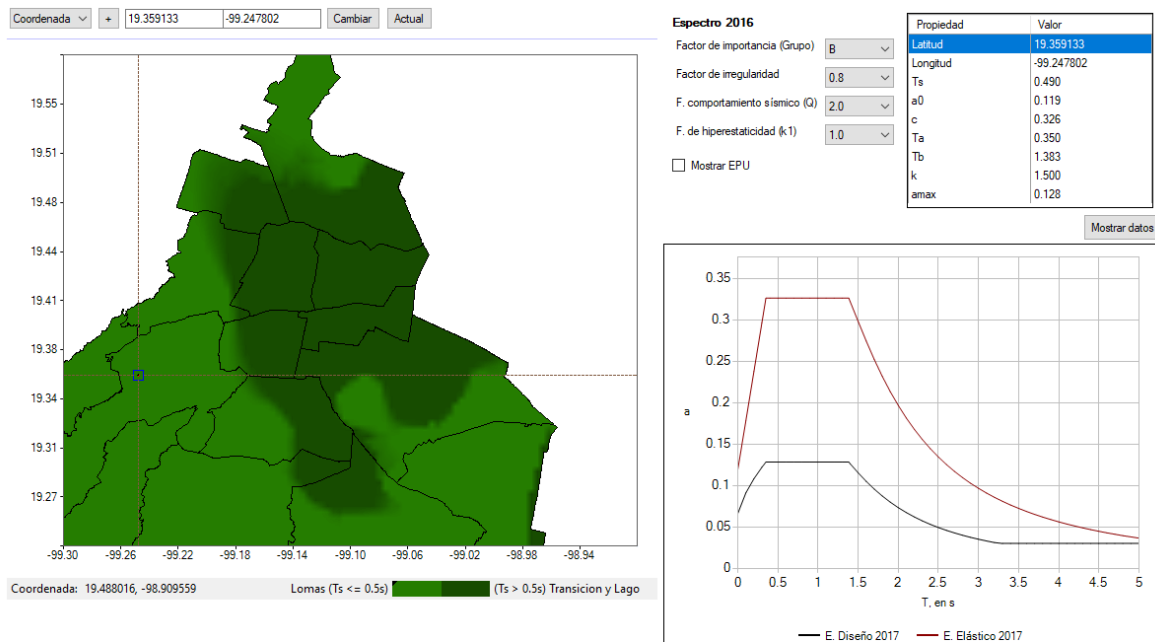 Coordenada + 19.359133 -99.247802 Cambiar Actual
19.55
19.51
19.48
19.44
19.41
19.38
19.34
19.31
19.27
-99.30 -99.26 -99.22 -99.18 -99.14 -99.10 -99.06 -99.02 -98.98 -98.94
Coordenada: 19.488016, -98.909559 Lomas (Ts <= 0.5s) (Ts > 0.5s) Transicion y Lago
Espectro 2016
Factor de importancia (Grupo) B
Factor de irregularidad 0.8
F. comportamiento sísmico (Q) 2.0
F. de hiperestaticidad (k1) 1.0
Mostrar EPU
Propiedad Valor
Latitud 19.359133
Longitud -99.247802
Ts 0.490
a0 0.119
c 0.326
Ta 0.350
Tb 1.383
k 1.500
amax 0.128
Mostrar datos
0.35
0.3
0.25
0.2
a
0.15
0.1
0.05
0
0 0.5 1 1.5 2 2.5 3 3.5 4 4.5 5
T, en s
E. Diseño 2017 E. Elástico 2017